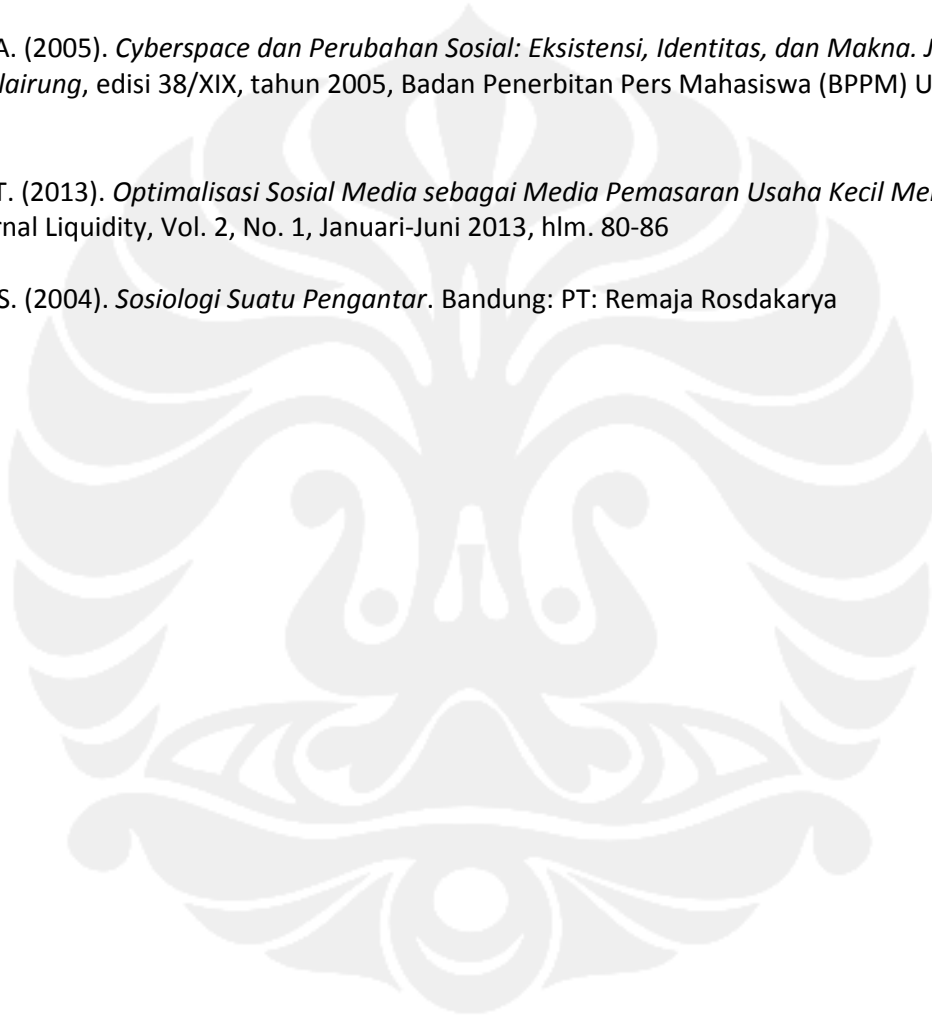 A. (2005). Cyberspace dan Perubahan Sosial: Eksistensi, Identitas, dan Makna. J
lairung, edisi 38/XIX, tahun 2005, Badan Penerbitan Pers Mahasiswa (BPPM) U
T. (2013). Optimalisasi Sosial Media sebagai Media Pemasaran Usaha Kecil Me
rnal Liquidity, Vol. 2, No. 1, Januari-Juni 2013, hlm. 80-86
S. (2004). Sosiologi Suatu Pengantar. Bandung: PT: Remaja Rosdakarya